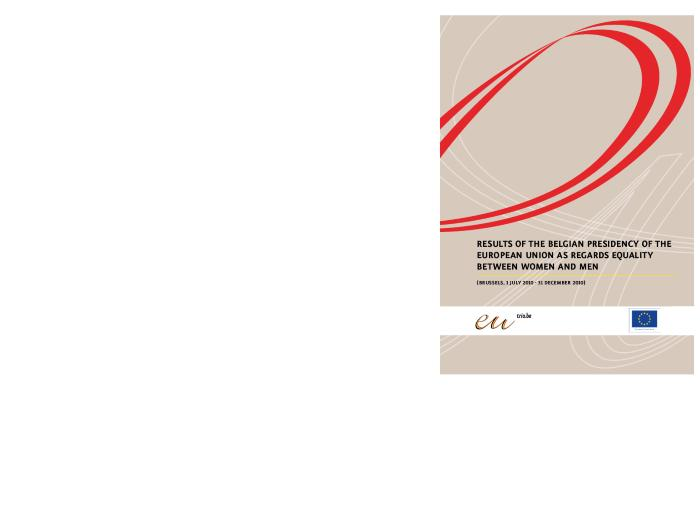 RESULTS OF THE BELGIAN PRESIDENCY OF THE
EUROPEAN UNION AS REGARDS EQUALITY
BETWEEN WOMEN AND MEN
(BRUSSELS, 1 JULY 2010 - 31 DECEMBER 2010)
eu trio.be